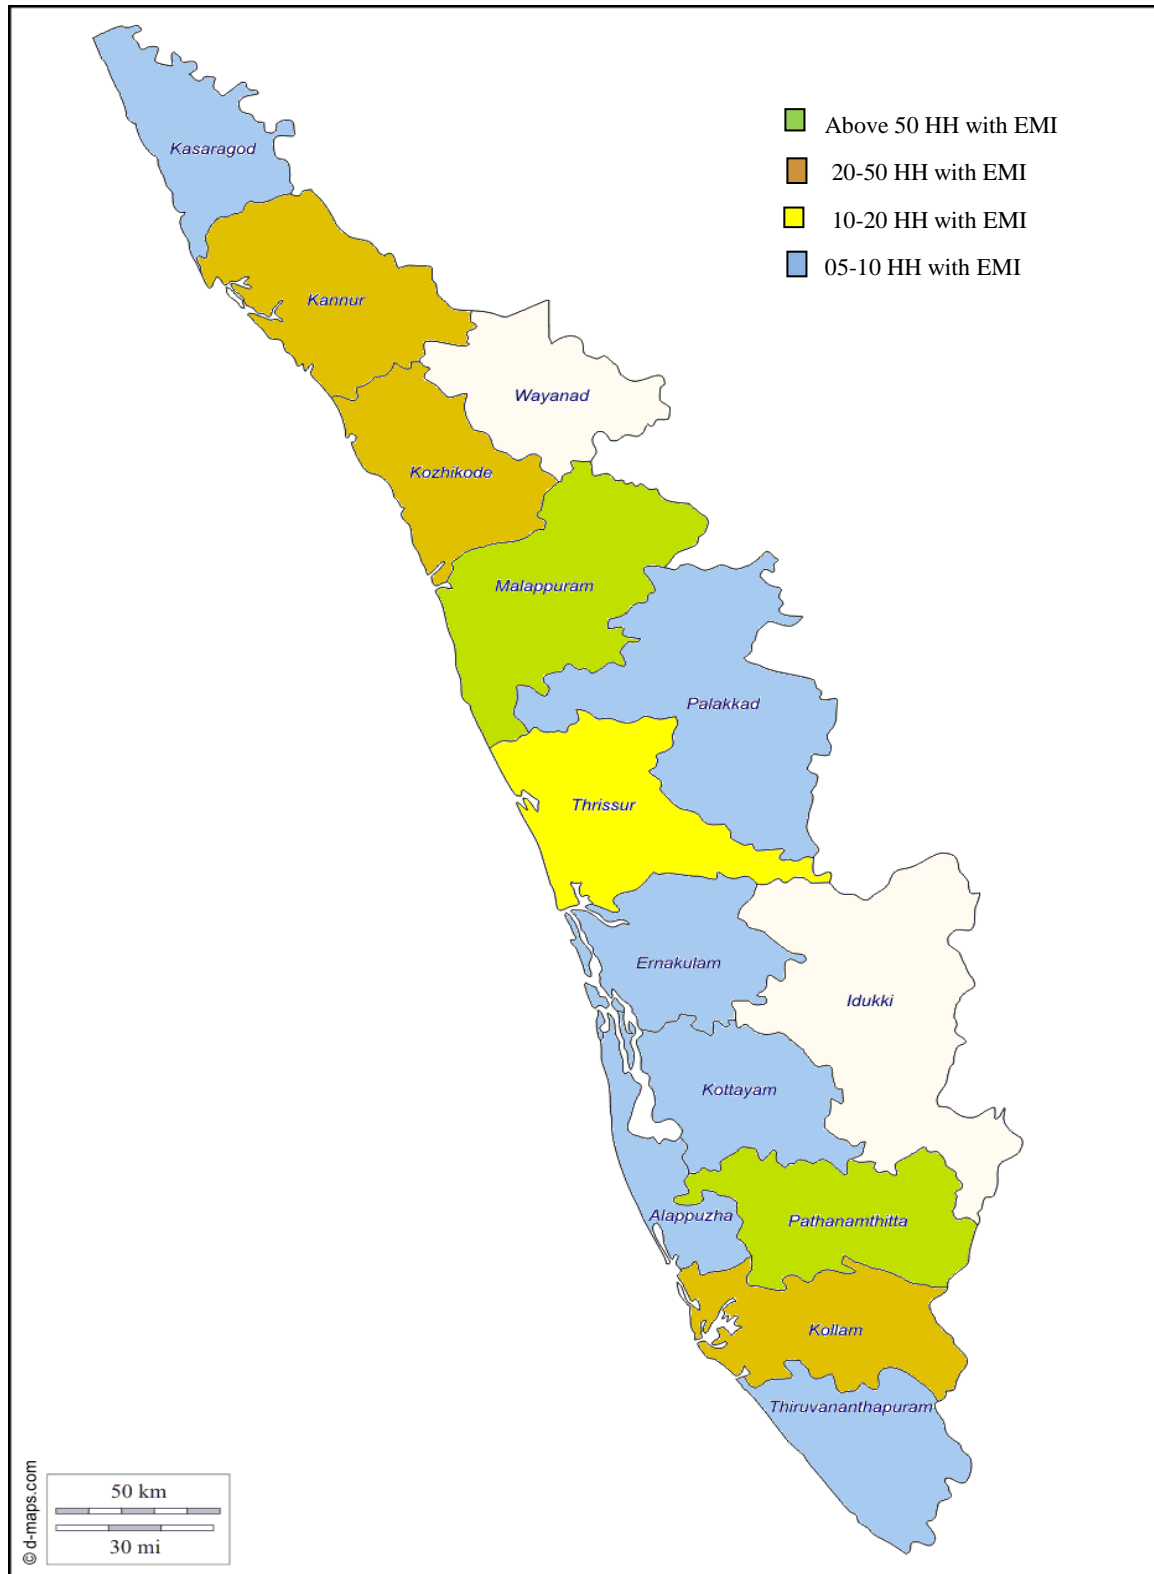 Above 50 HH with EMI
20-50 HH with EMI
10-20 HH with EMI
05-10 HH with EMI
Kasaragod
Kannur
Wayanad
Kozhikode
Malappuram
Palakkad
Thrissur
Ernakulam
Idukki
Kottayam
Alappuzha
Pathanamthitta
Kollam
Thiruvananthapuram
50 km
30 mi
© d-maps.com